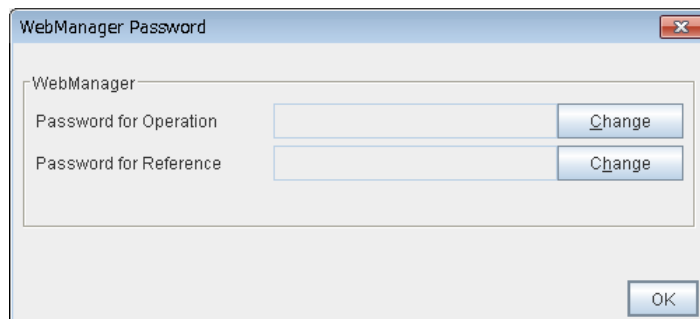 WebManager Password
WebManager
Password for Operation Change
Password for Reference Change
OK